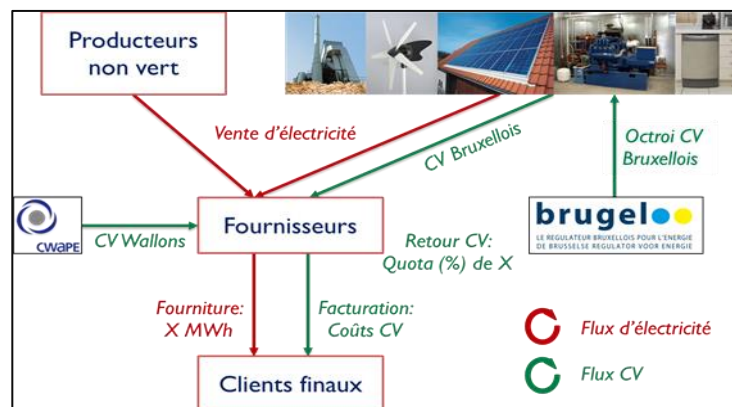 Producteurs
non vert
Vente d'électricité
CV Bruxellois
Octroi CV
Bruxellois
CWAPE
CV Wallons
Fournisseurs
Retour CV:
Quota (%) de X
brugel
LE REGULATEUR BRUXELLOIS POUR L'ENERGIE
DE BRUSSELSE REGULATOR VOOR ENERGIE
Fourniture:
X MWh
Facturation:
Coûts CV
Flux d'électricité
Clients finaux
Flux CV